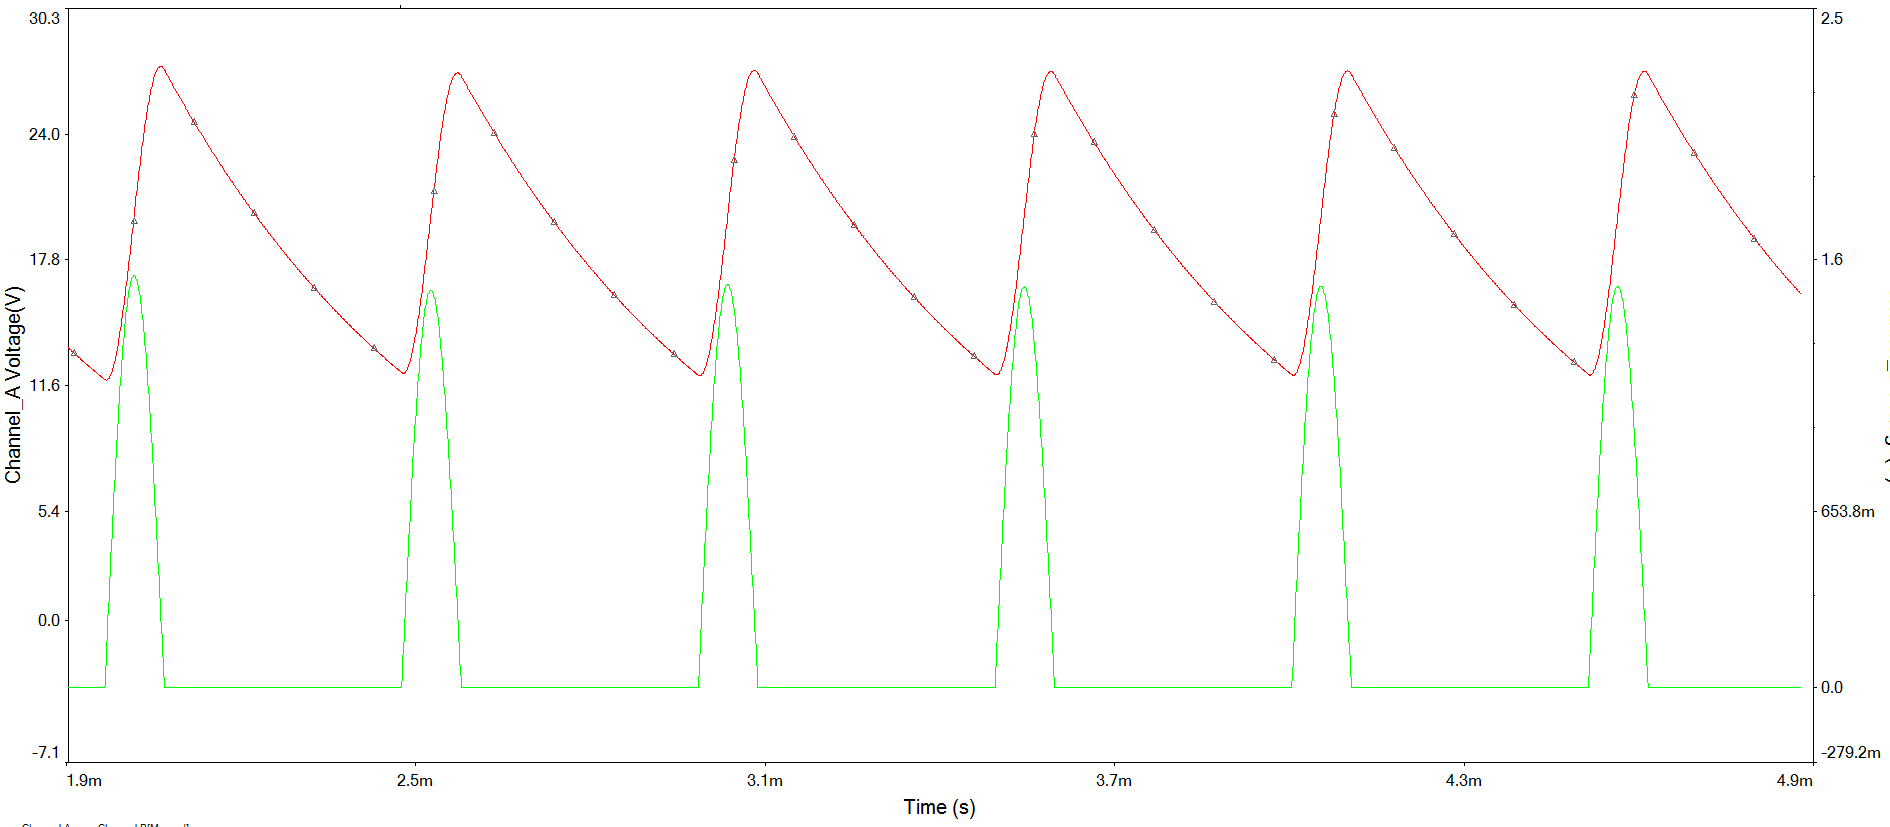 30.3
24.0
17.8
11.6
5.4
0.0
-7.1
Channel_A Voltage(V)
2.5
1.6
653.8m
0.0
-279.2m
1.9m 2.5m 3.1m 3.7m 4.3m 4.9m
Time (s)